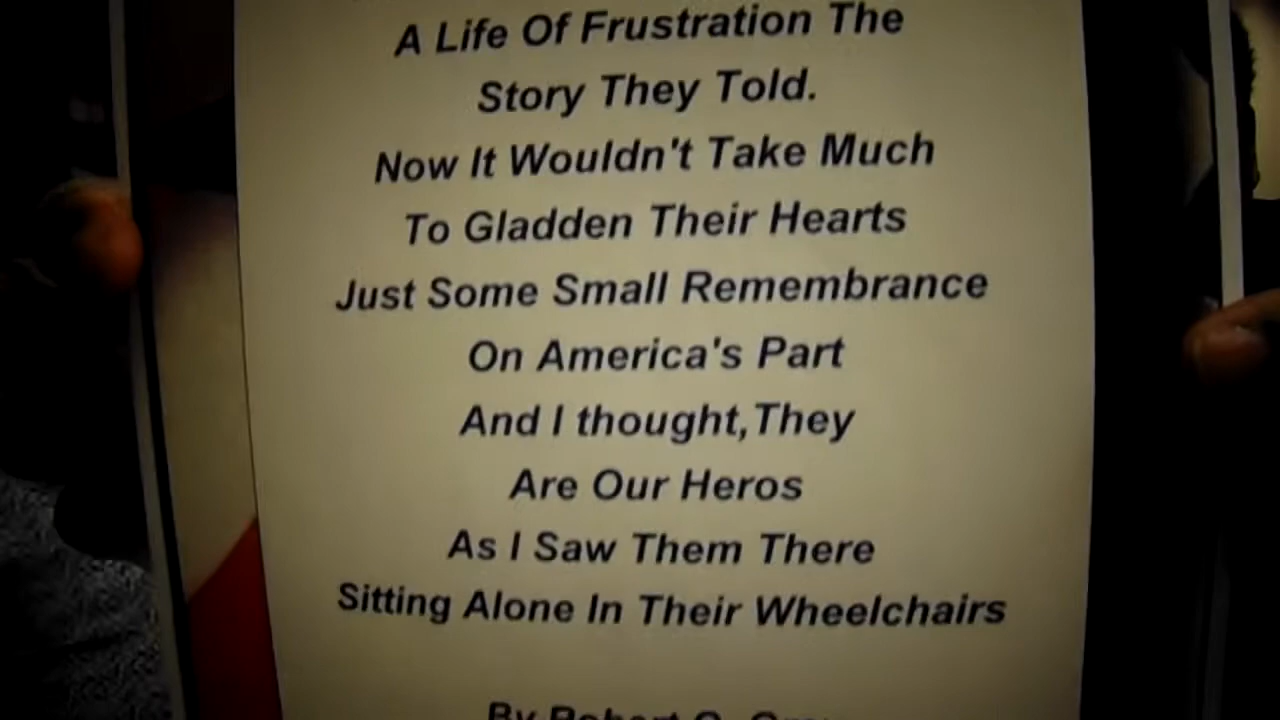 A Life Of Frustration The
Story They Told.
Now It Wouldn't Take Much
To Gladden Their Hearts
Just Some Small Remembrance
On America's Part
And I thought,They
Are Our Heros
As I Saw Them There
Sitting Alone In Their Wheelchairs
By Robert